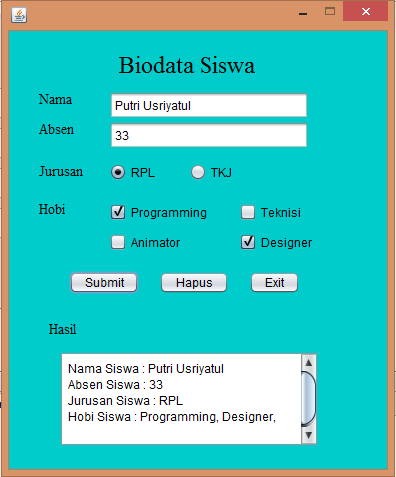 Biodata Siswa
Nama
Putri Usriyatul
Absen
33
Jurusan
RPL
TKJ
Hobi
Programming
Teknisi
Animator
Designer
Submit
Hapus
Exit
Hasil
Nama Siswa : Putri Usriyatul
Absen Siswa : 33
Jurusan Siswa : RPL
Hobi Siswa : Programming, Designer,